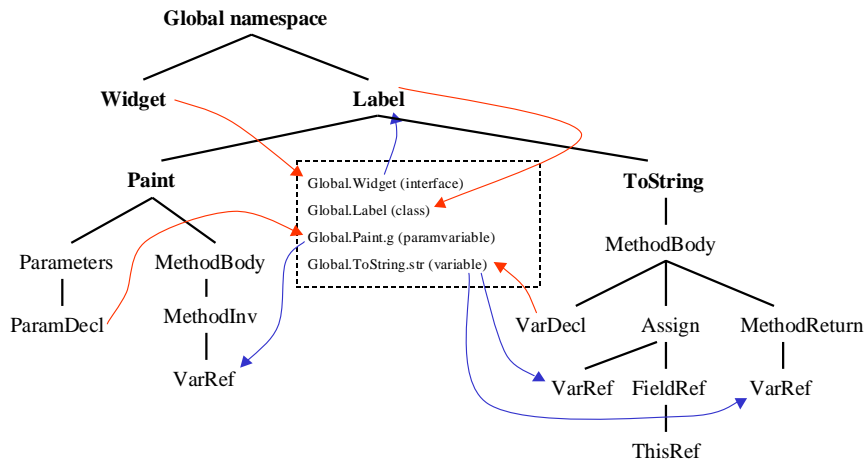 Global namespace
Widget
Label
Paint
Global.Widget (interface)
Global.Label (class)
Global.Paint.g (paramvariable)
Global.ToString.str (variable)
ToString
Parameters
MethodBody
MethodBody
ParamDecl
MethodInv
VarDecl
Assign
MethodReturn
VarRef
VarRef
FieldRef
VarRef
ThisRef